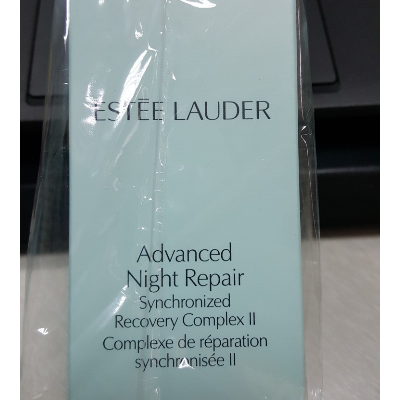 ESTĒE LAUDER
Advanced
Night Repair
Synchronized
Recovery Complex II
Complexe de réparation
synchronisée II